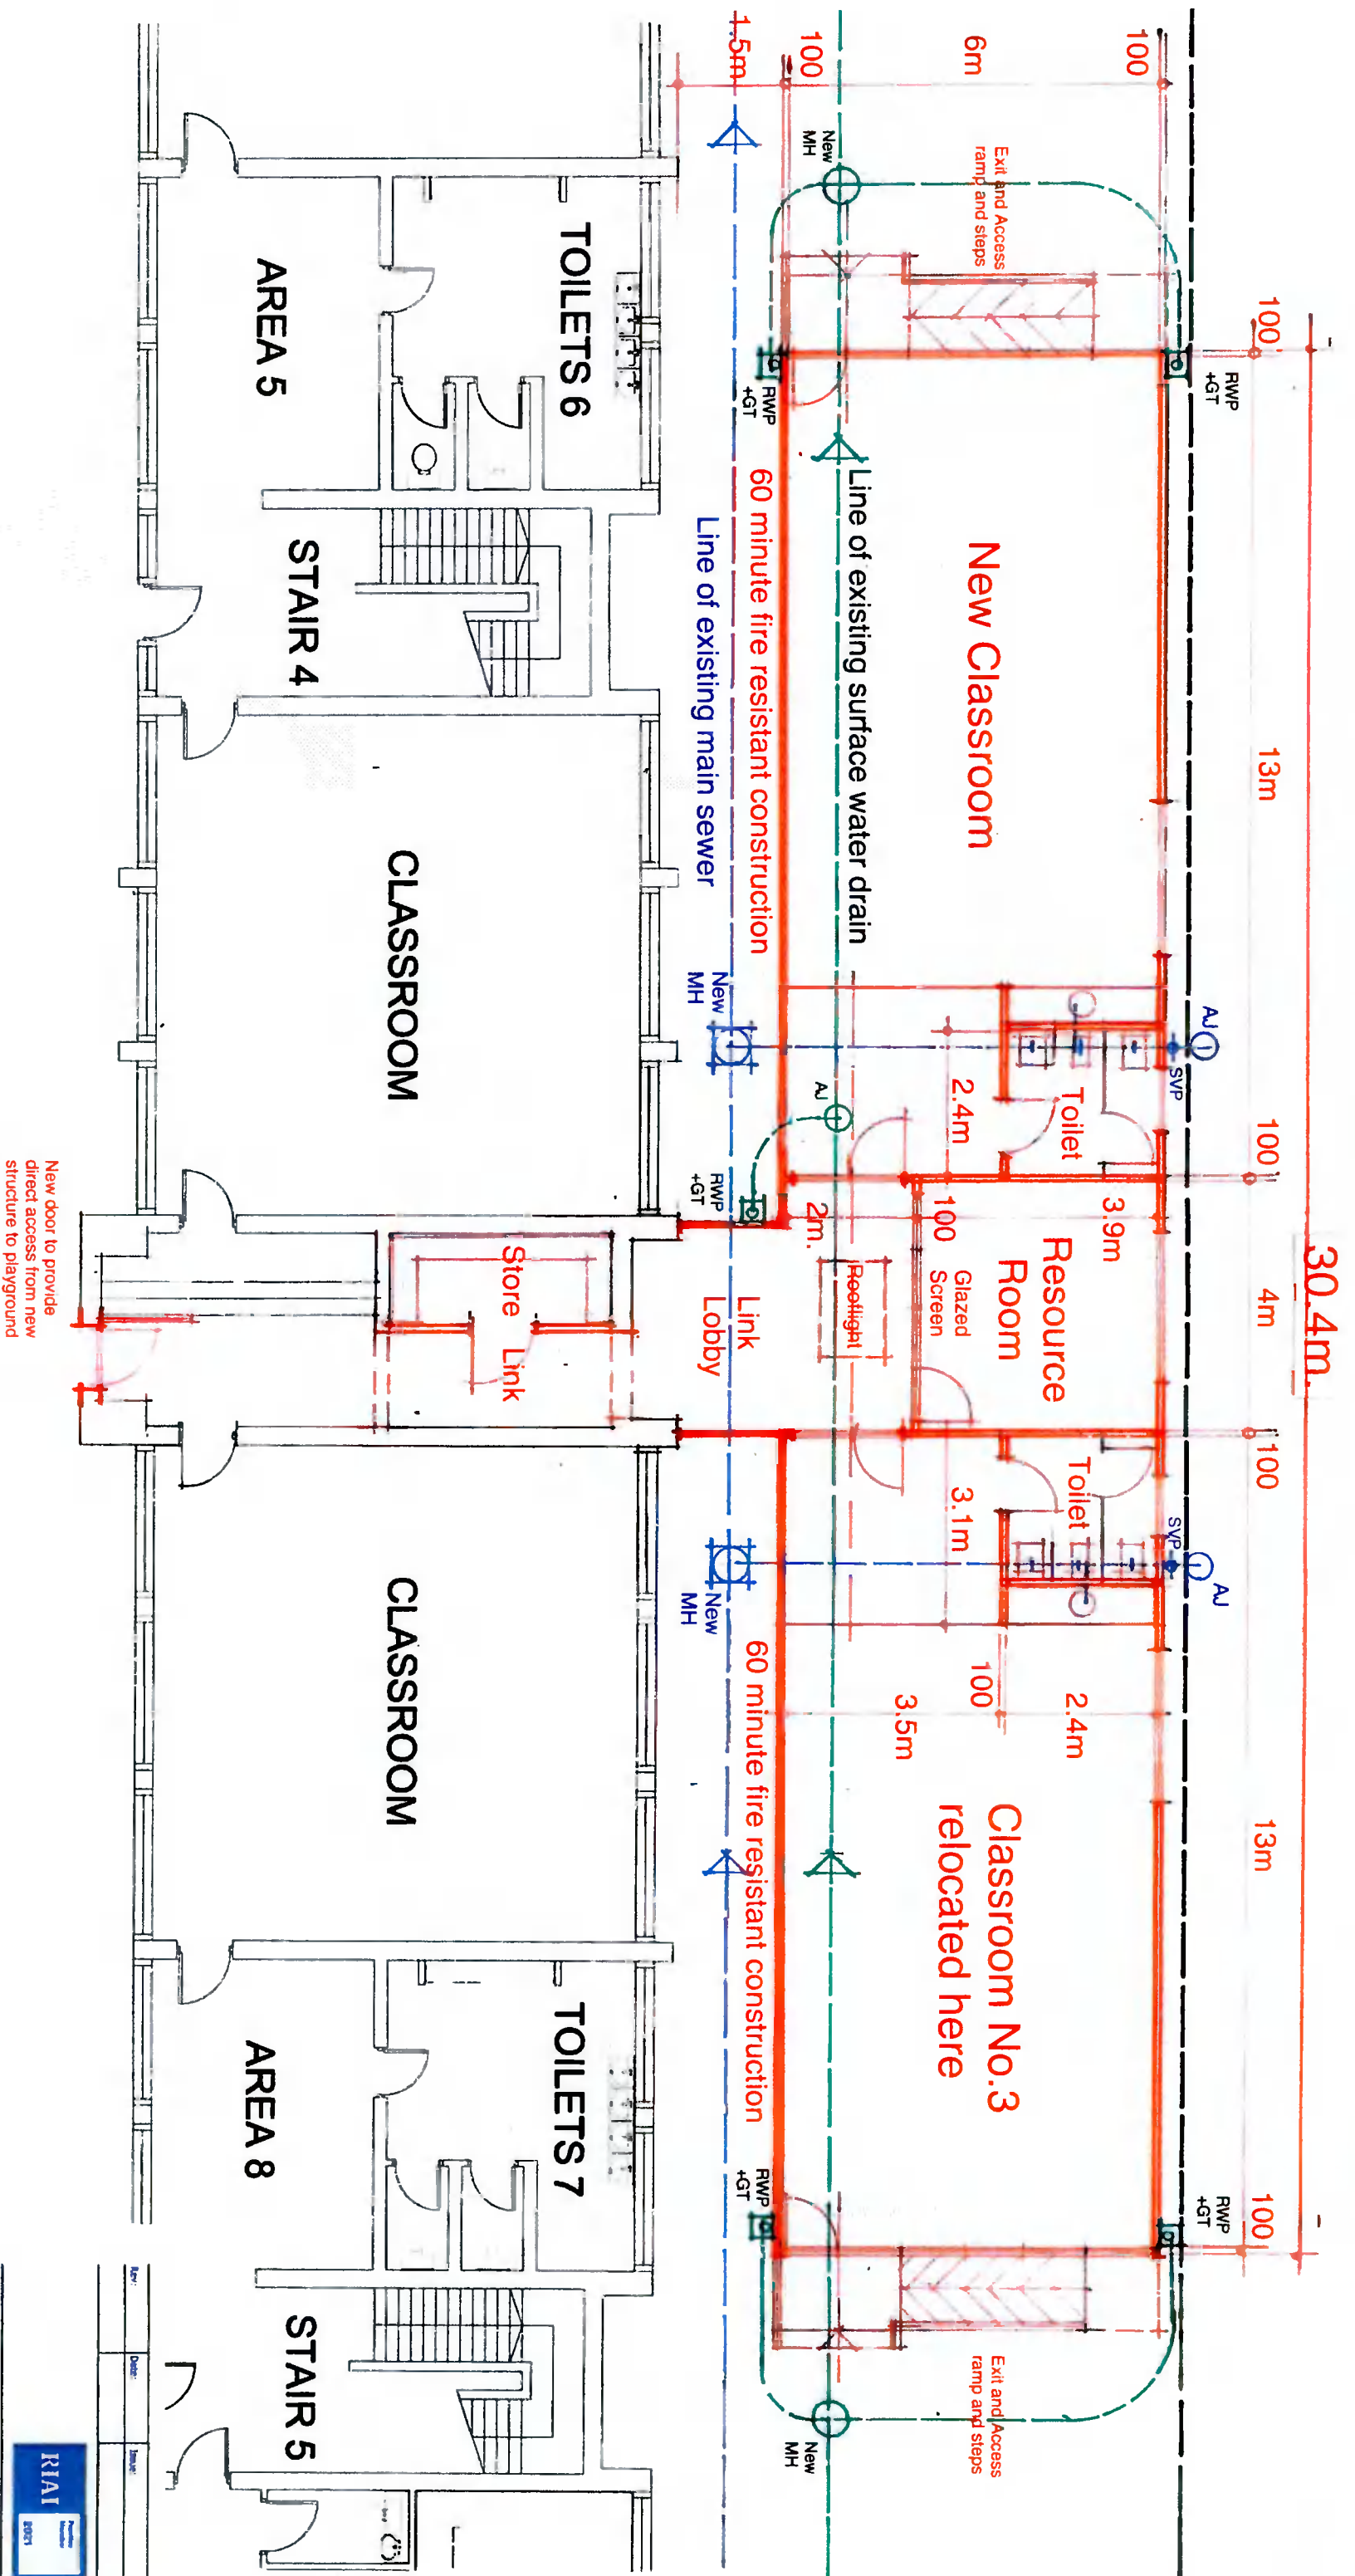 30.4m.
100
13m
100
4m
100
13m
100
RWP
+GT
AJ
SVP
SVP
AJ
RWP
+GT
100
6m
100
1.5m
Exit and Access
ramp and steps
New
MH
New Classroom
Toilet
2.4m
3.9m
Resource
Room
Glazed
Screen
100
2m.
Rooflight
Toilet
3.1m
2.4m
100
3.5m
Classroom No.3
relocated here
Exit and Access
ramp and steps
New
MH
Line of existing surface water drain
AJ
RWP
+GT
60 minute fire resistant construction
RWP
+GT
Link
Lobby
60 minute fire resistant construction
RWP
+GT
Line of existing main sewer
New
MH
New
MH
TOILETS 6
AREA 5
STAIR 4
CLASSROOM
Store
Link
CLASSROOM
TOILETS 7
AREA 8
STAIR 5
New door to provide
direct access from new
structure to playground
Rev:
Date:
Issue:
RIAI
2021